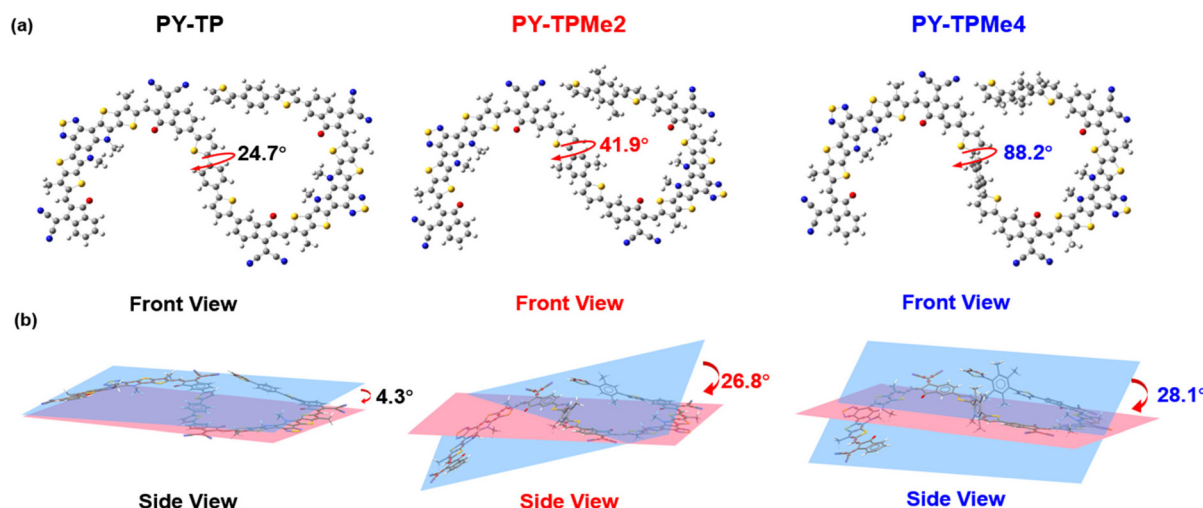 (a)
PY-TP PY-TPMe2 PY-TPMe4
24.7° 41.9° 88.2°
Front View Front View Front View
(b)
4.3° 26.8° 28.1°
Side View Side View Side View